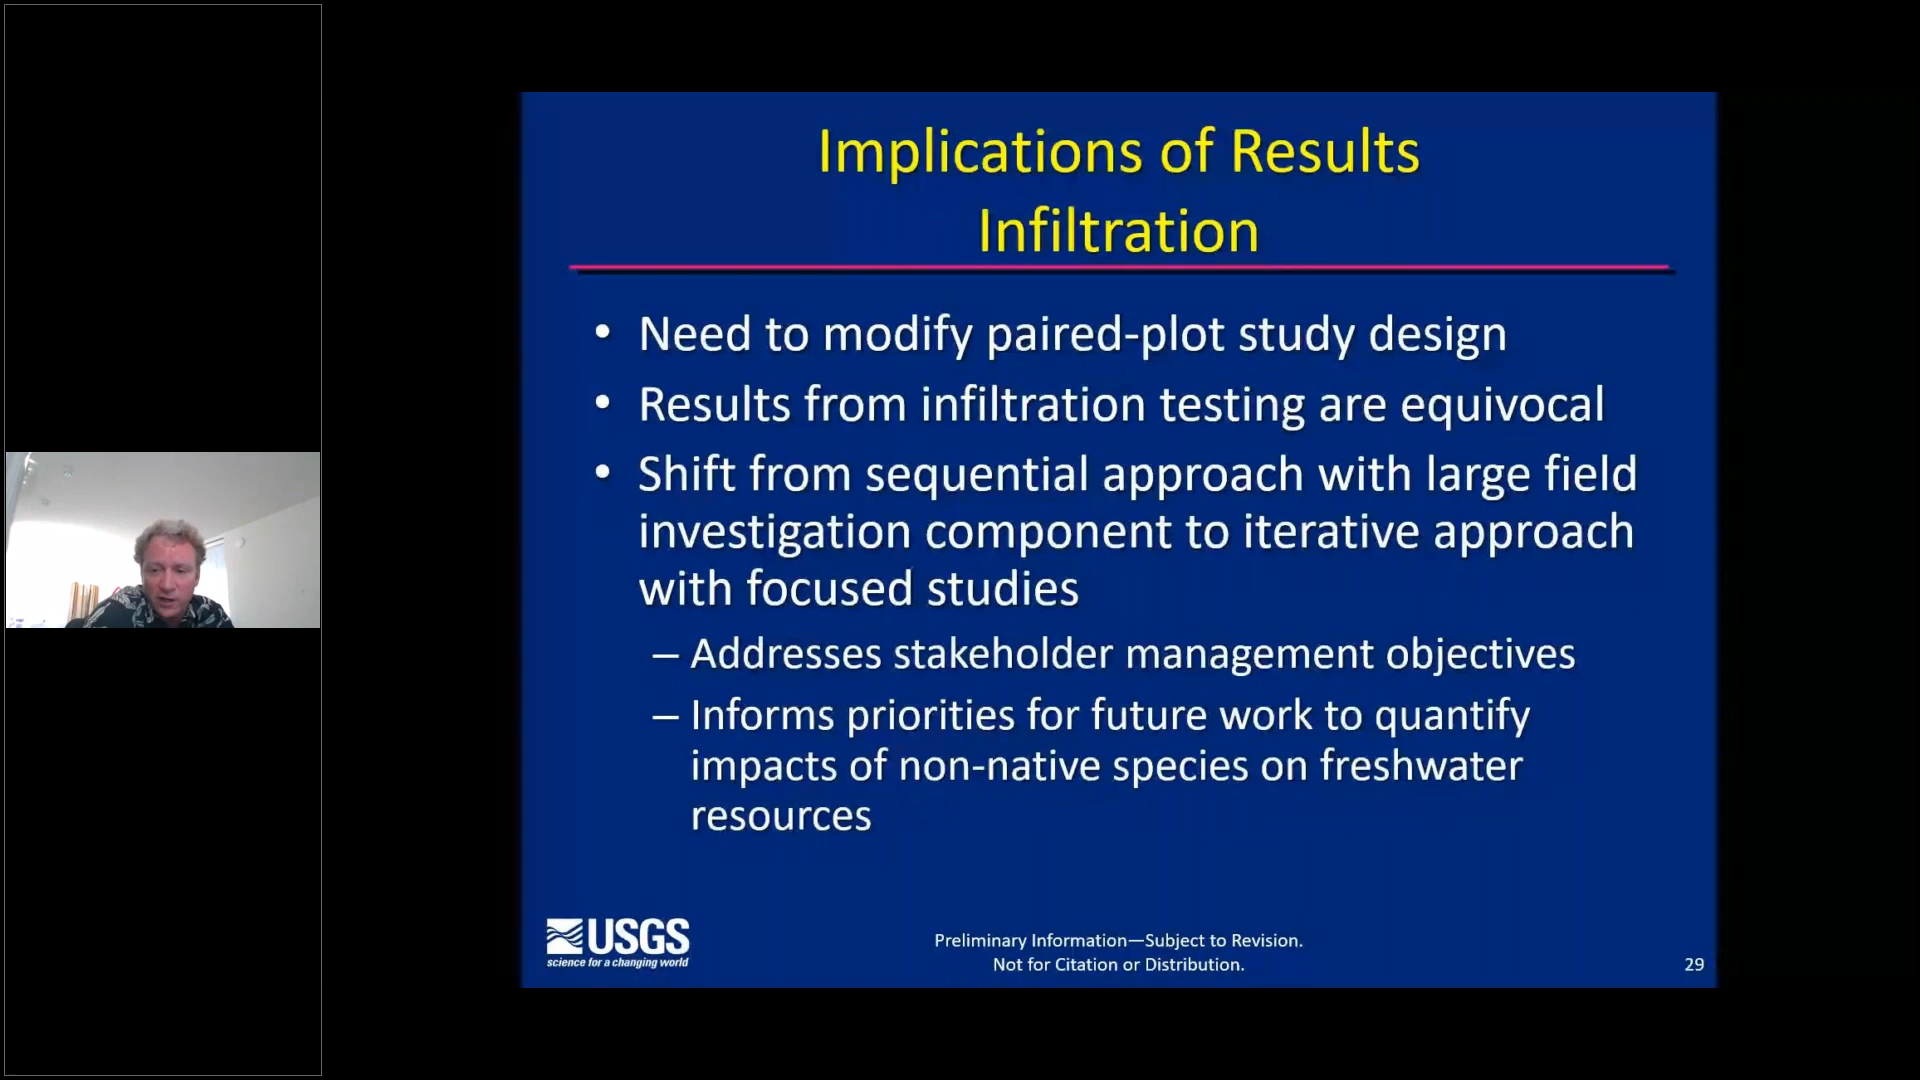 Implications of Results
Infiltration
• Need to modify paired-plot study design
• Results from infiltration testing are equivocal
• Shift from sequential approach with large field
investigation component to iterative approach
with focused studies
– Addresses stakeholder management objectives
– Informs priorities for future work to quantify
impacts of non-native species on freshwater
resources
USGS
science for a changing world
Preliminary Information—Subject to Revision.
Not for Citation or Distribution.
29